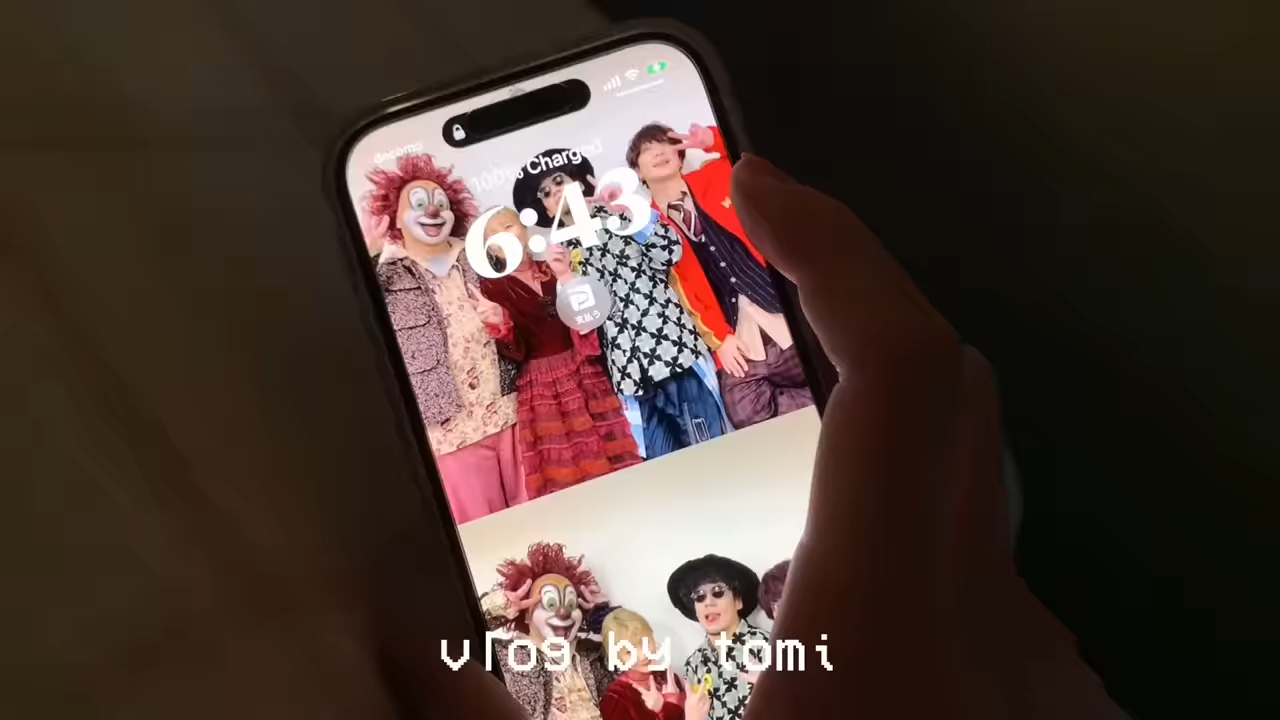 docomo
100% Charged
6:43
支払う
vlog by tomi